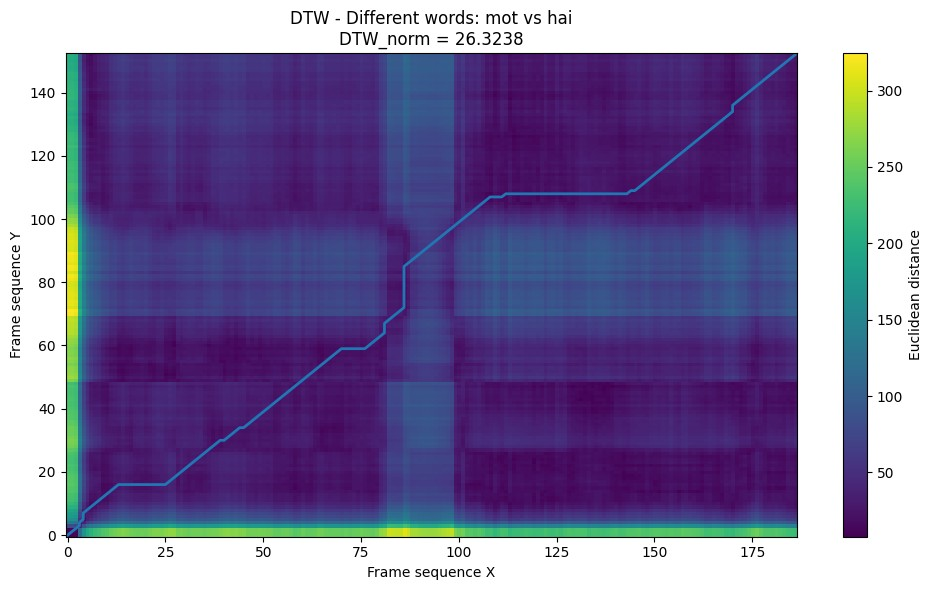 DTW - Different words: mot vs hai
DTW_norm = 26.3238
140
120
100
80
60
40
20
0
Frame sequence Y
0 25 50 75 100 125 150 175
Frame sequence X
300
250
200
150
100
50
Euclidean distance